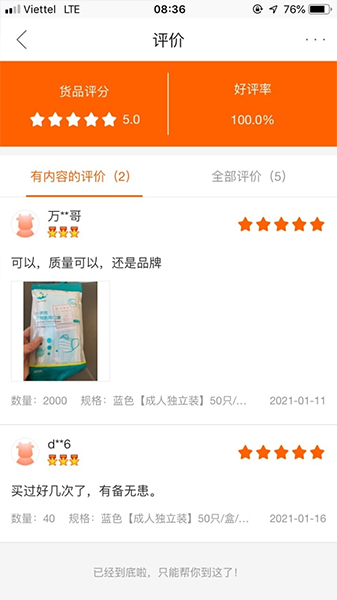 Viettel LTE 08:36 76%
评价
货品评分 好评率
5.0 100.0%
有内容的评价（2） 全部评价（5）
万**哥
可以，质量可以，还是品牌
数量：2000 规格：蓝色【成人独立装】50只/... 2021-01-11
d**6
买过好几次了，有备无患。
数量：40 规格：蓝色【成人独立装】50只/盒/... 2021-01-16
已经到底啦，只能帮你到这了！